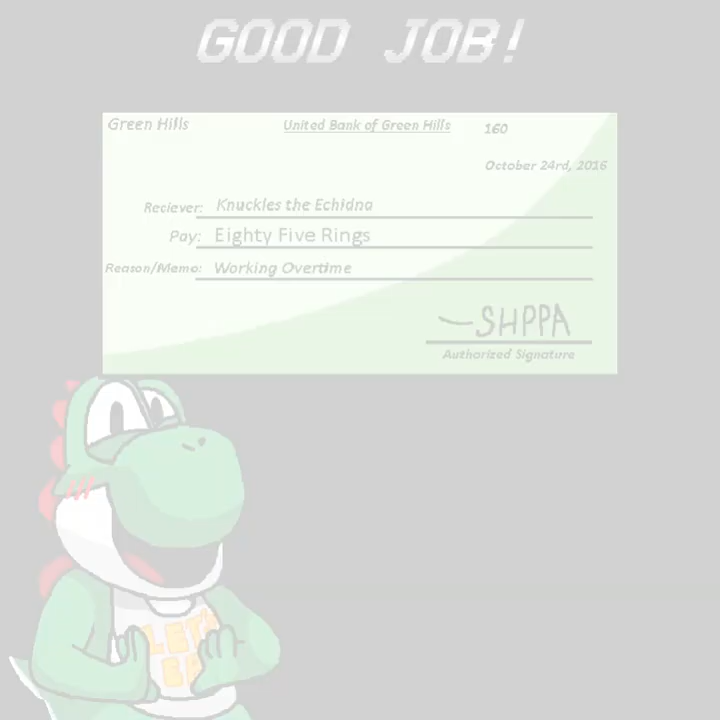 GOOD JOB!
Green Hills
United Bank of Green Hills
160
October 24rd, 2016
Reciever: Knuckles the Echidna
Pay: Eighty Five Rings
Reason/Memo: Working Overtime
—SHPPA
Authorized Signature
LET'S